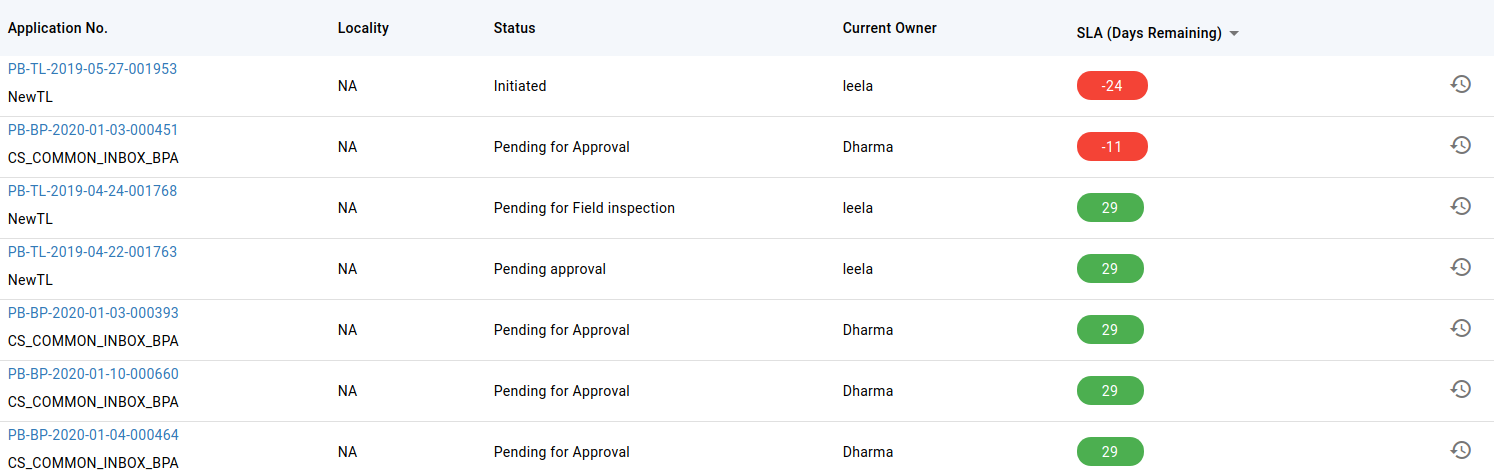 Application No. Locality Status Current Owner SLA (Days Remaining)
PB-TL-2019-05-27-001953
NewTL NA Initiated leela -24
PB-BP-2020-01-03-000451
CS_COMMON_INBOX_BPA NA Pending for Approval Dharma -11
PB-TL-2019-04-24-001768
NewTL NA Pending for Field inspection leela 29
PB-TL-2019-04-22-001763
NewTL NA Pending approval leela 29
PB-BP-2020-01-03-000393
CS_COMMON_INBOX_BPA NA Pending for Approval Dharma 29
PB-BP-2020-01-10-000660
CS_COMMON_INBOX_BPA NA Pending for Approval Dharma 29
PB-BP-2020-01-04-000464
CS_COMMON_INBOX_BPA NA Pending for Approval Dharma 29